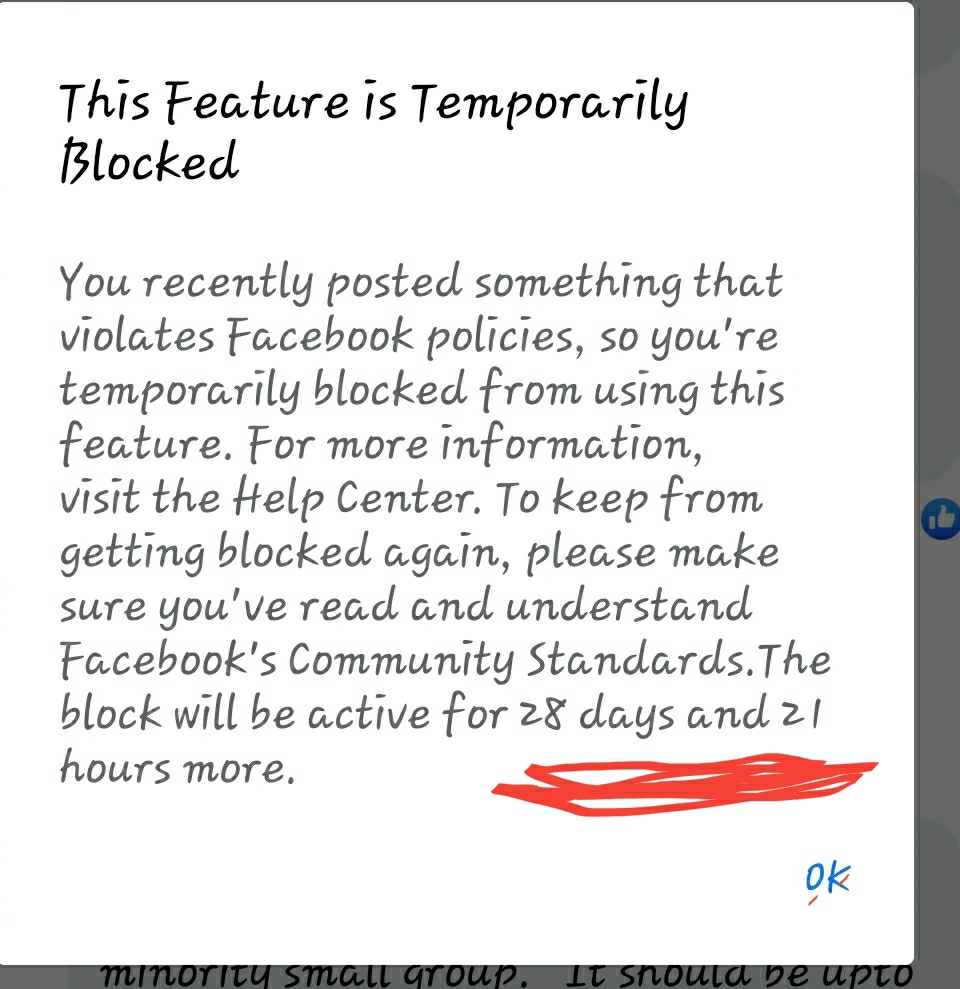 This Feature is Temporarily
Blocked
You recently posted something that
violates Facebook policies, so you're
temporarily blocked from using this
feature. For more information,
visit the Help Center. To keep from
getting blocked again, please make
sure you've read and understand
Facebook's Community Standards.The
block will be active for 28 days and 21
hours more.
OK
minority small group. It should be upto